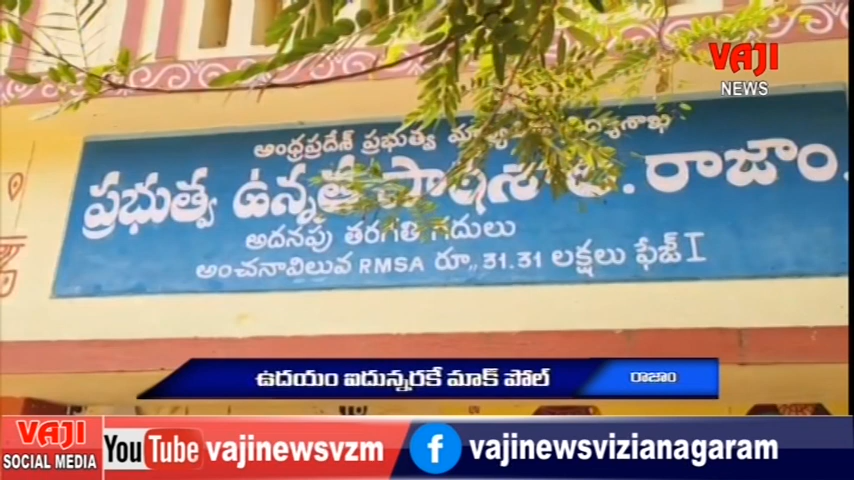 VAJI
NEWS
ఆంధ్రప్రదేశ్ ప్రభుత్వ
ప్రభుత్వ ఉన్నత పాఠశాల. రాజాం.
అదనపు తరగతి గదులు
అంచనావిలువ RMSA రూ,, 31.31 లక్షలు ఫేజ్ I
ఉదయం ఐదున్నరకే మాక్ పోల్ రాజాం
VAJI
SOCIAL MEDIA
YouTube vajinewsvzm
f vajinewsvizianagaram